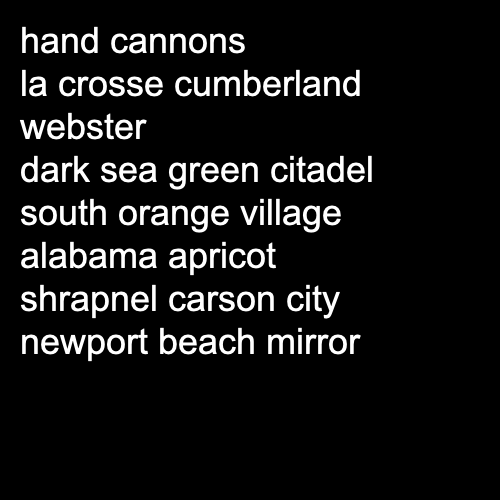 hand cannons
la crosse cumberland
webster
dark sea green citadel
south orange village
alabama apricot
shrapnel carson city
newport beach mirror